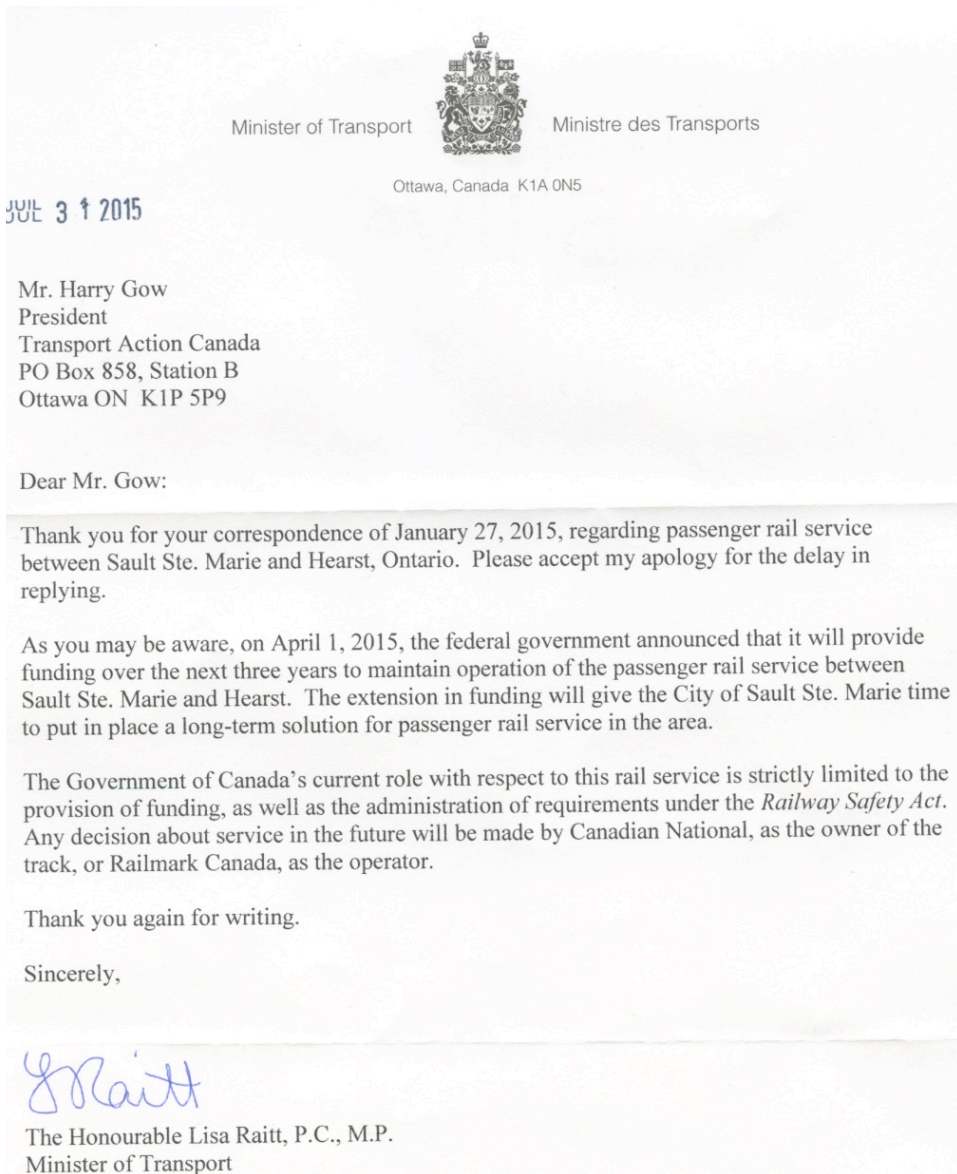 Minister of Transport
Ministre des Transports
Ottawa, Canada K1A 0N5
JUIL
JUL 31 2015
Mr. Harry Gow
President
Transport Action Canada
PO Box 858, Station B
Ottawa ON K1P 5P9
Dear Mr. Gow:
Thank you for your correspondence of January 27, 2015, regarding passenger rail service
between Sault Ste. Marie and Hearst, Ontario. Please accept my apology for the delay in
replying.
As you may be aware, on April 1, 2015, the federal government announced that it will provide
funding over the next three years to maintain operation of the passenger rail service between
Sault Ste. Marie and Hearst. The extension in funding will give the City of Sault Ste. Marie time
to put in place a long-term solution for passenger rail service in the area.
The Government of Canada's current role with respect to this rail service is strictly limited to the
provision of funding, as well as the administration of requirements under the Railway Safety Act.
Any decision about service in the future will be made by Canadian National, as the owner of the
track, or Railmark Canada, as the operator.
Thank you again for writing.
Sincerely,
LRaitt
The Honourable Lisa Raitt, P.C., M.P.
Minister of Transport